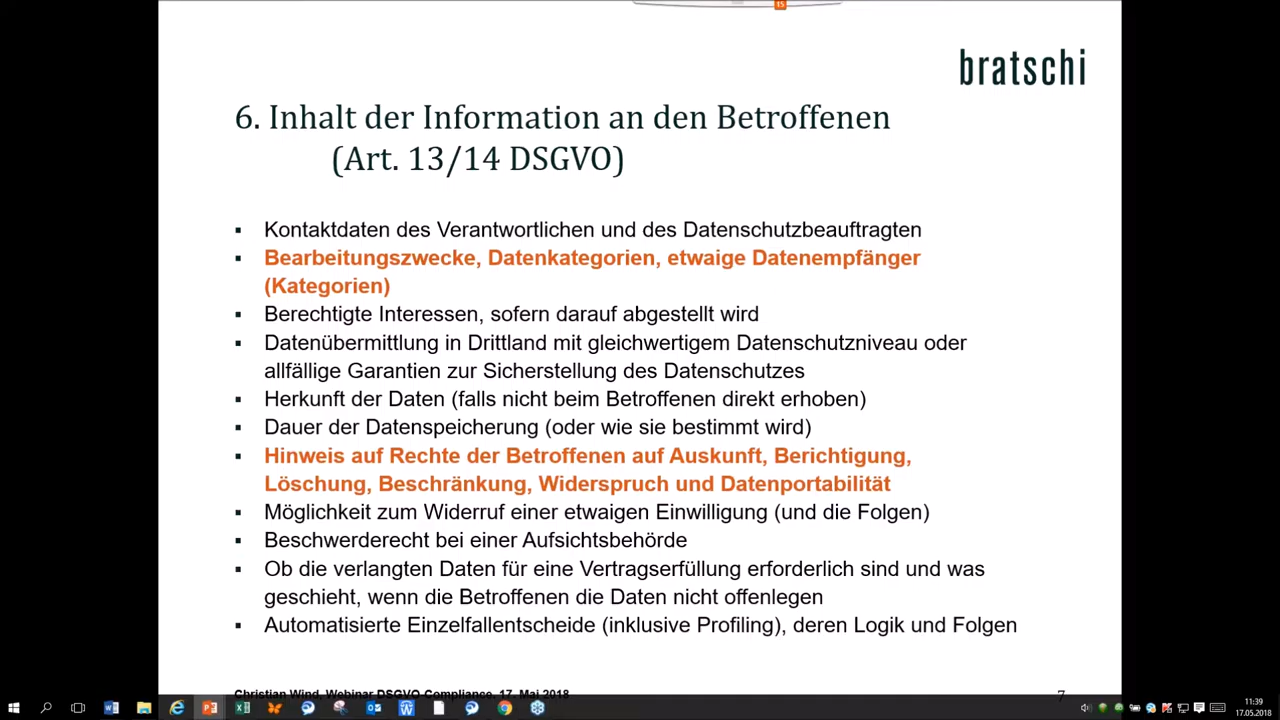 15
bratschi
6. Inhalt der Information an den Betroffenen
(Art. 13/14 DSGVO)
▪ Kontaktdaten des Verantwortlichen und des Datenschutzbeauftragten
▪ Bearbeitungszwecke, Datenkategorien, etwaige Datenempfänger
(Kategorien)
▪ Berechtigte Interessen, sofern darauf abgestellt wird
▪ Datenübermittlung in Drittland mit gleichwertigem Datenschutzniveau oder
allfällige Garantien zur Sicherstellung des Datenschutzes
▪ Herkunft der Daten (falls nicht beim Betroffenen direkt erhoben)
▪ Dauer der Datenspeicherung (oder wie sie bestimmt wird)
▪ Hinweis auf Rechte der Betroffenen auf Auskunft, Berichtigung,
Löschung, Beschränkung, Widerspruch und Datenportabilität
▪ Möglichkeit zum Widerruf einer etwaigen Einwilligung (und die Folgen)
▪ Beschwerderecht bei einer Aufsichtsbehörde
▪ Ob die verlangten Daten für eine Vertragserfüllung erforderlich sind und was
geschieht, wenn die Betroffenen die Daten nicht offenlegen
▪ Automatisierte Einzelfallentscheide (inklusive Profiling), deren Logik und Folgen
Christian Wind, Webinar DSGVO Compliance, 17. Mai 2018
7
11:39
17.05.2018